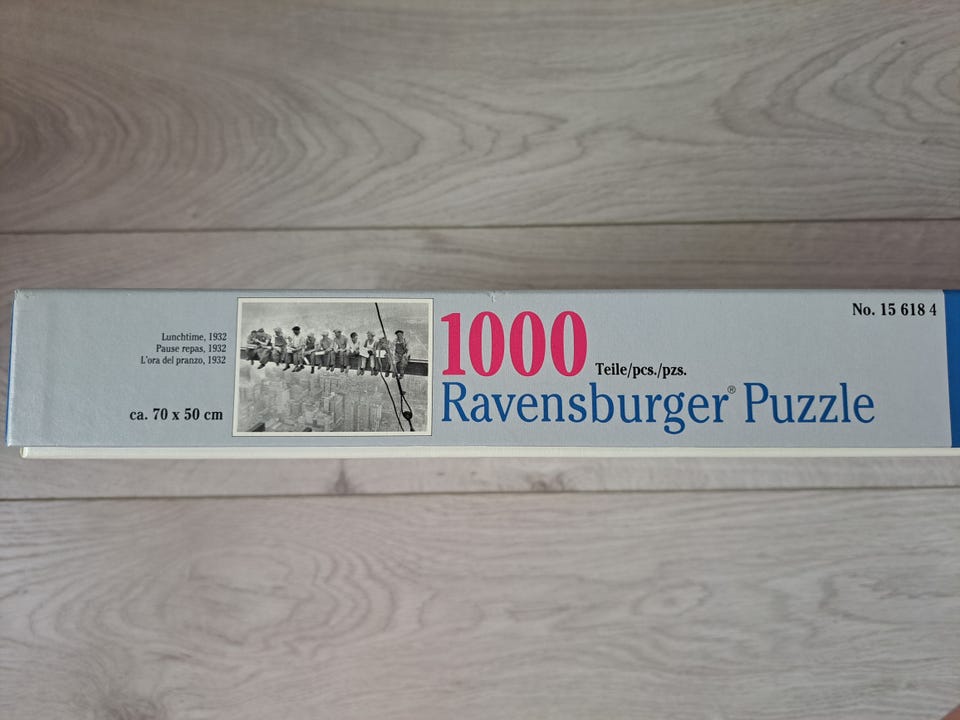 Lunchtime, 1932
Pause repas, 1932
L'ora del pranzo, 1932
ca. 70 x 50 cm
1000 Teile/pcs./pzs.
Ravensburger® Puzzle
No. 15 618 4